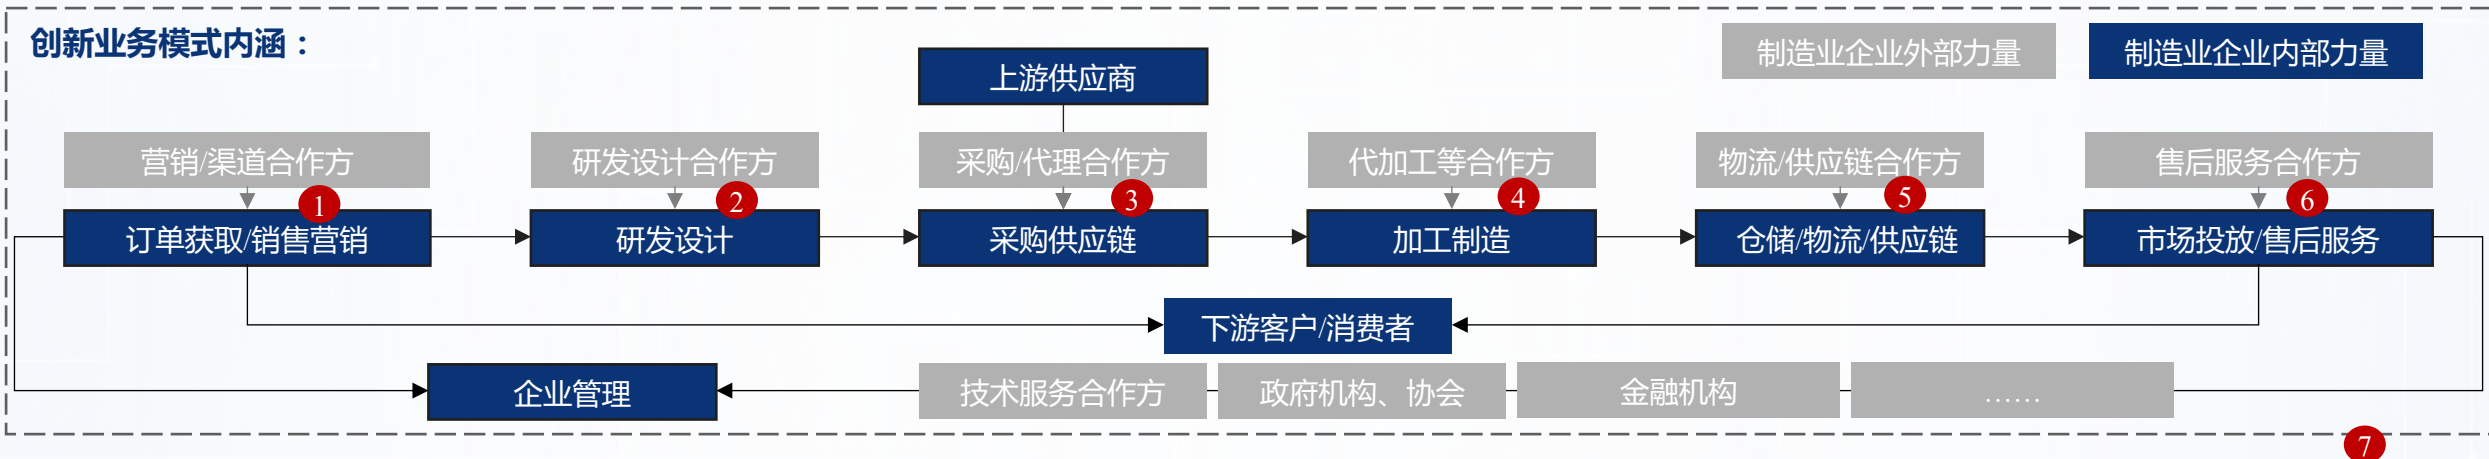 创新业务模式内涵：
制造业企业外部力量
制造业企业内部力量
上游供应商
营销/渠道合作方
研发设计合作方
采购/代理合作方
代加工等合作方
物流/供应链合作方
售后服务合作方
1
2
3
4
5
6
订单获取/销售营销
研发设计
采购供应链
加工制造
仓储/物流/供应链
市场投放/售后服务
下游客户/消费者
企业管理
技术服务合作方
政府机构、协会
金融机构
……
7